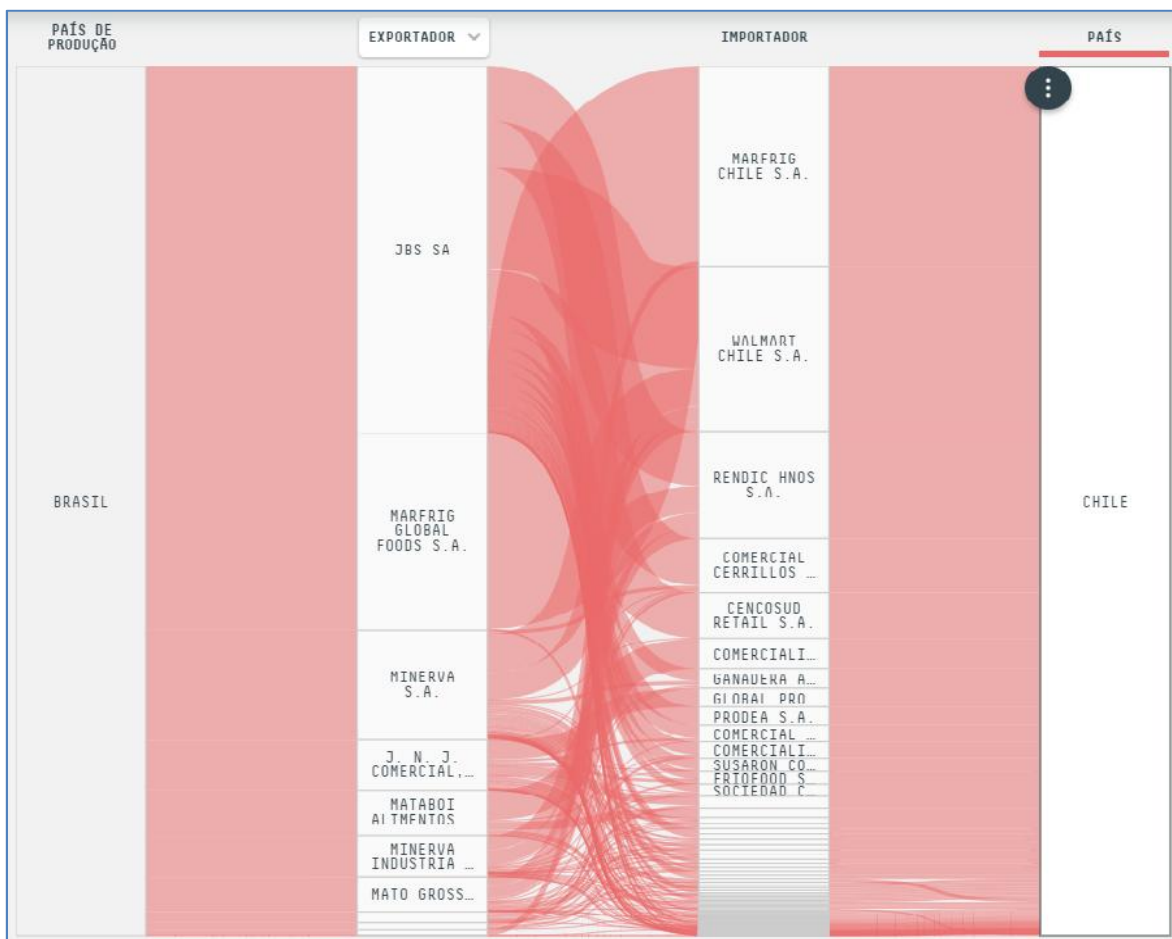 PAÍS DE
PRODUÇÃO
EXPORTADOR
IMPORTADOR
PAÍS
BRASIL
JBS SA
MARFRIG
GLOBAL
FOODS S.A.
MINERVA
S.A.
J. N. J.
COMERCIAL,…
MATABOI
ALIMENTOS
MINERVA
INDUSTRIA …
MATO GROSS…
MARFRIG
CHILE S.A.
WALMART
CHILE S.A.
RENDIC HNOS
S.A.
COMERCIAL
CERRILLOS …
CENCOSUD
RETAIL S.A.
COMERCIALI…
GANADERA A…
GLOBAL PRO
PRODEA S.A.
COMERCIAL …
COMERCIALI…
SUSARON CO…
FRIOFOOD S
SOCIEDAD C…
CHILE